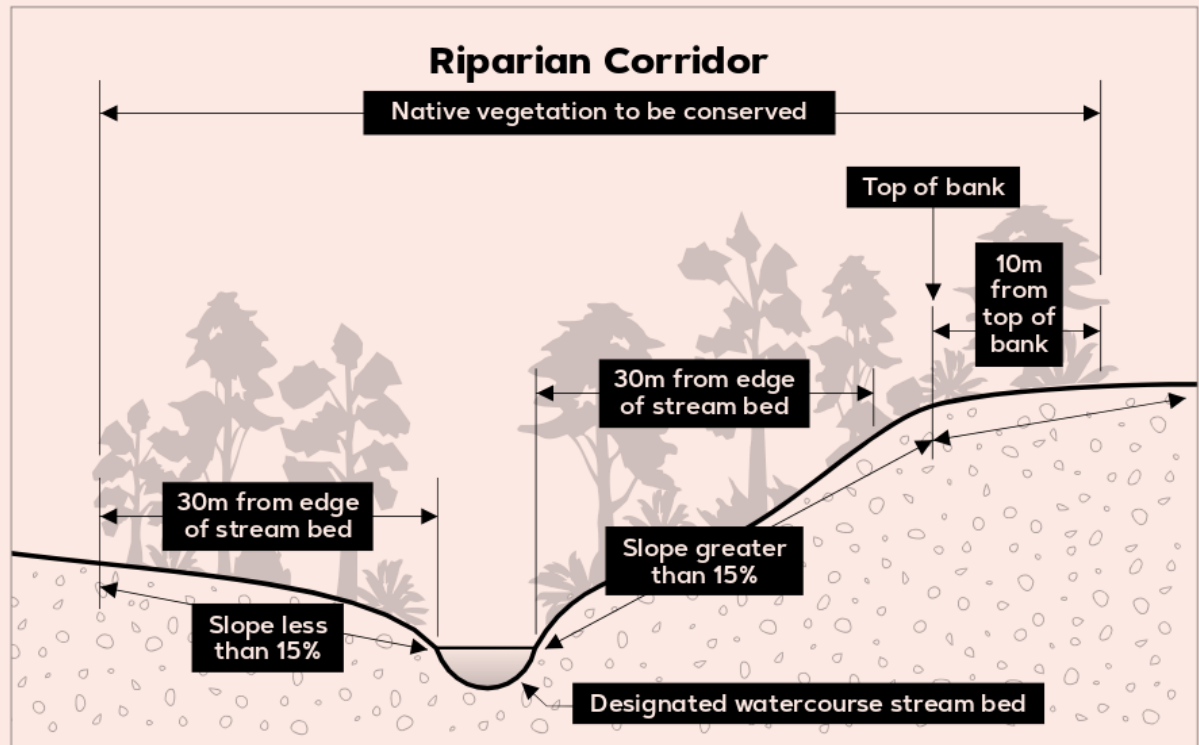 Riparian Corridor
Native vegetation to be conserved
Top of bank
10m
from
top of
bank
30m from edge
of stream bed
30m from edge
of stream bed
Slope greater
than 15%
Slope less
than 15%
Designated watercourse stream bed